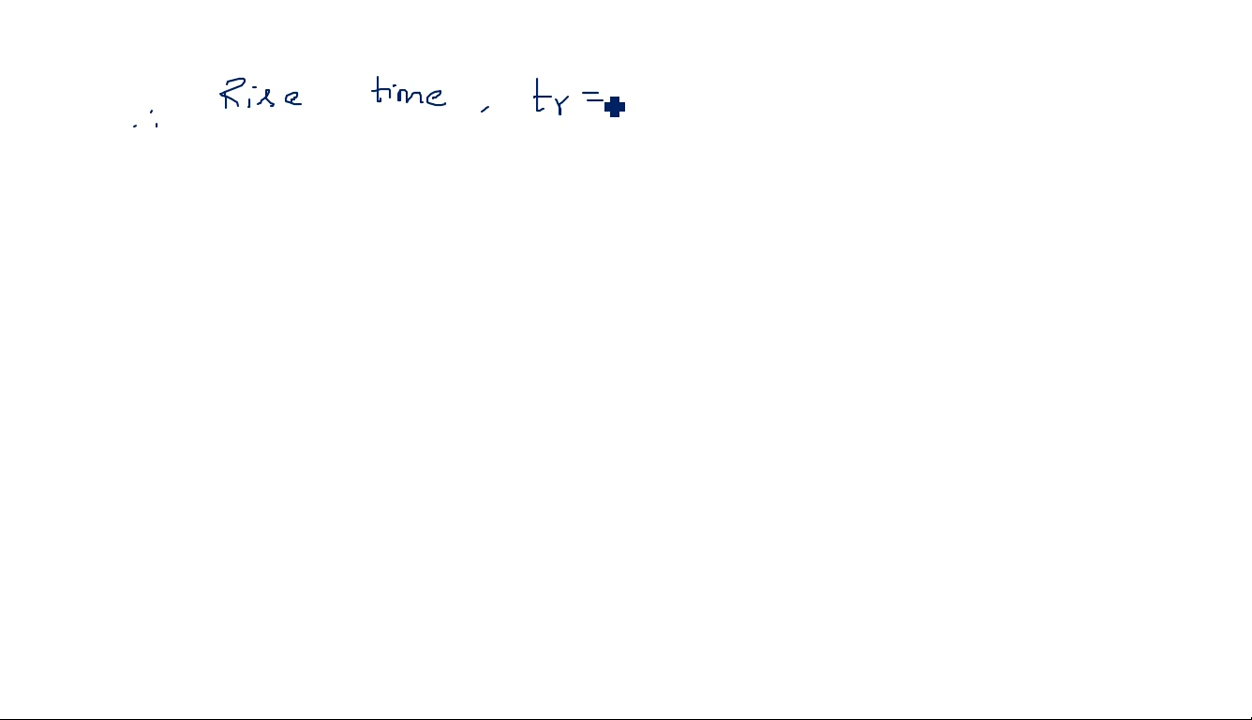 ∴ Rise time, tr =